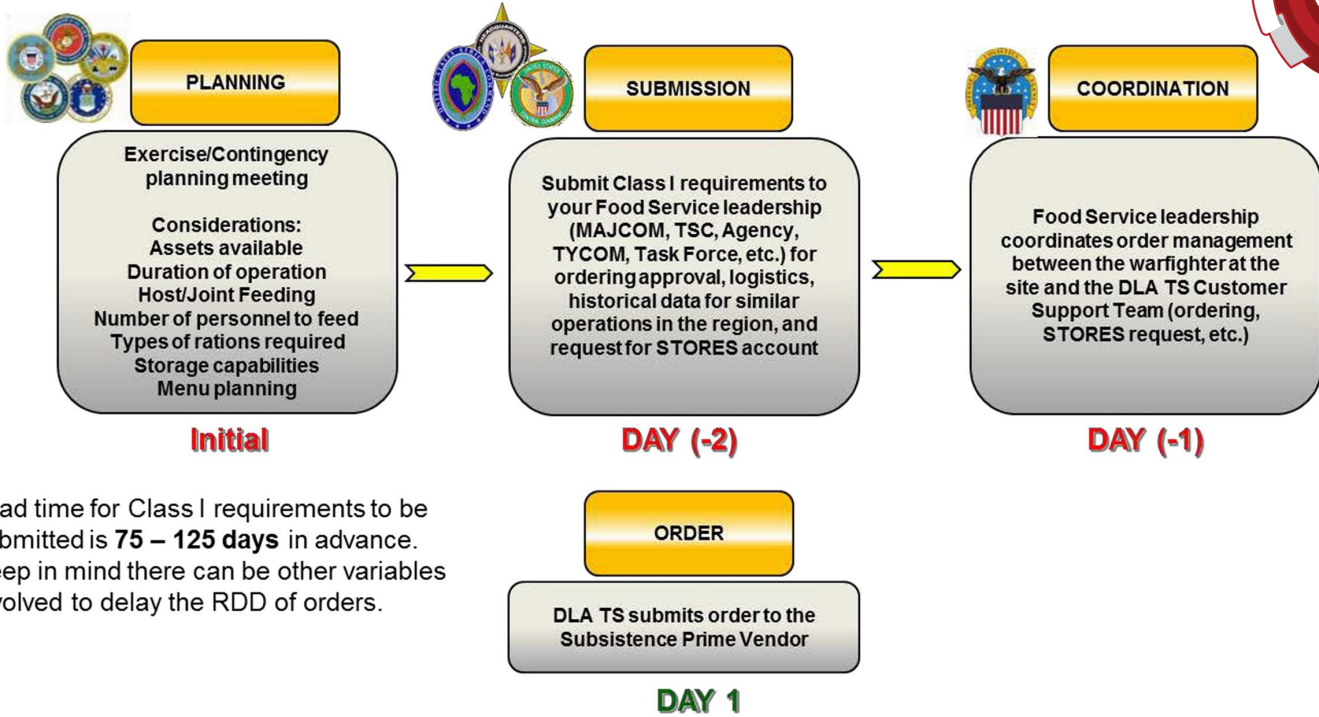 PLANNING
Exercise/Contingency
planning meeting
Considerations:
Assets available
Duration of operation
Host/Joint Feeding
Number of personnel to feed
Types of rations required
Storage capabilities
Menu planning
Initial
SUBMISSION
Submit Class I requirements to
your Food Service leadership
(MAJCOM, TSC, Agency,
TYCOM, Task Force, etc.) for
ordering approval, logistics,
historical data for similar
operations in the region, and
request for STORES account
DAY (-2)
COORDINATION
Food Service leadership
coordinates order management
between the warfighter at the
site and the DLA TS Customer
Support Team (ordering,
STORES request, etc.)
DAY (-1)
ad time for Class I requirements to be
bmitted is 75 – 125 days in advance.
eep in mind there can be other variables
volved to delay the RDD of orders.
ORDER
DLA TS submits order to the
Subsistence Prime Vendor
DAY 1